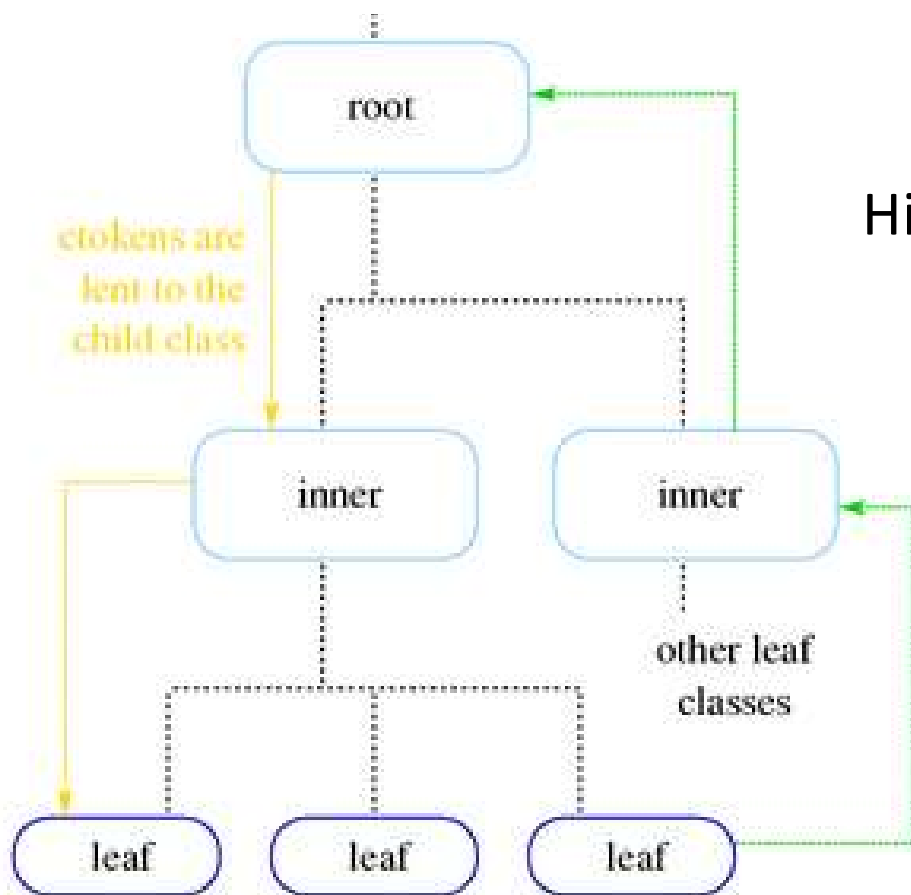 root
Hi
ctokens are
lent to the
child class
inner
inner
other leaf
classes
leaf
leaf
leaf